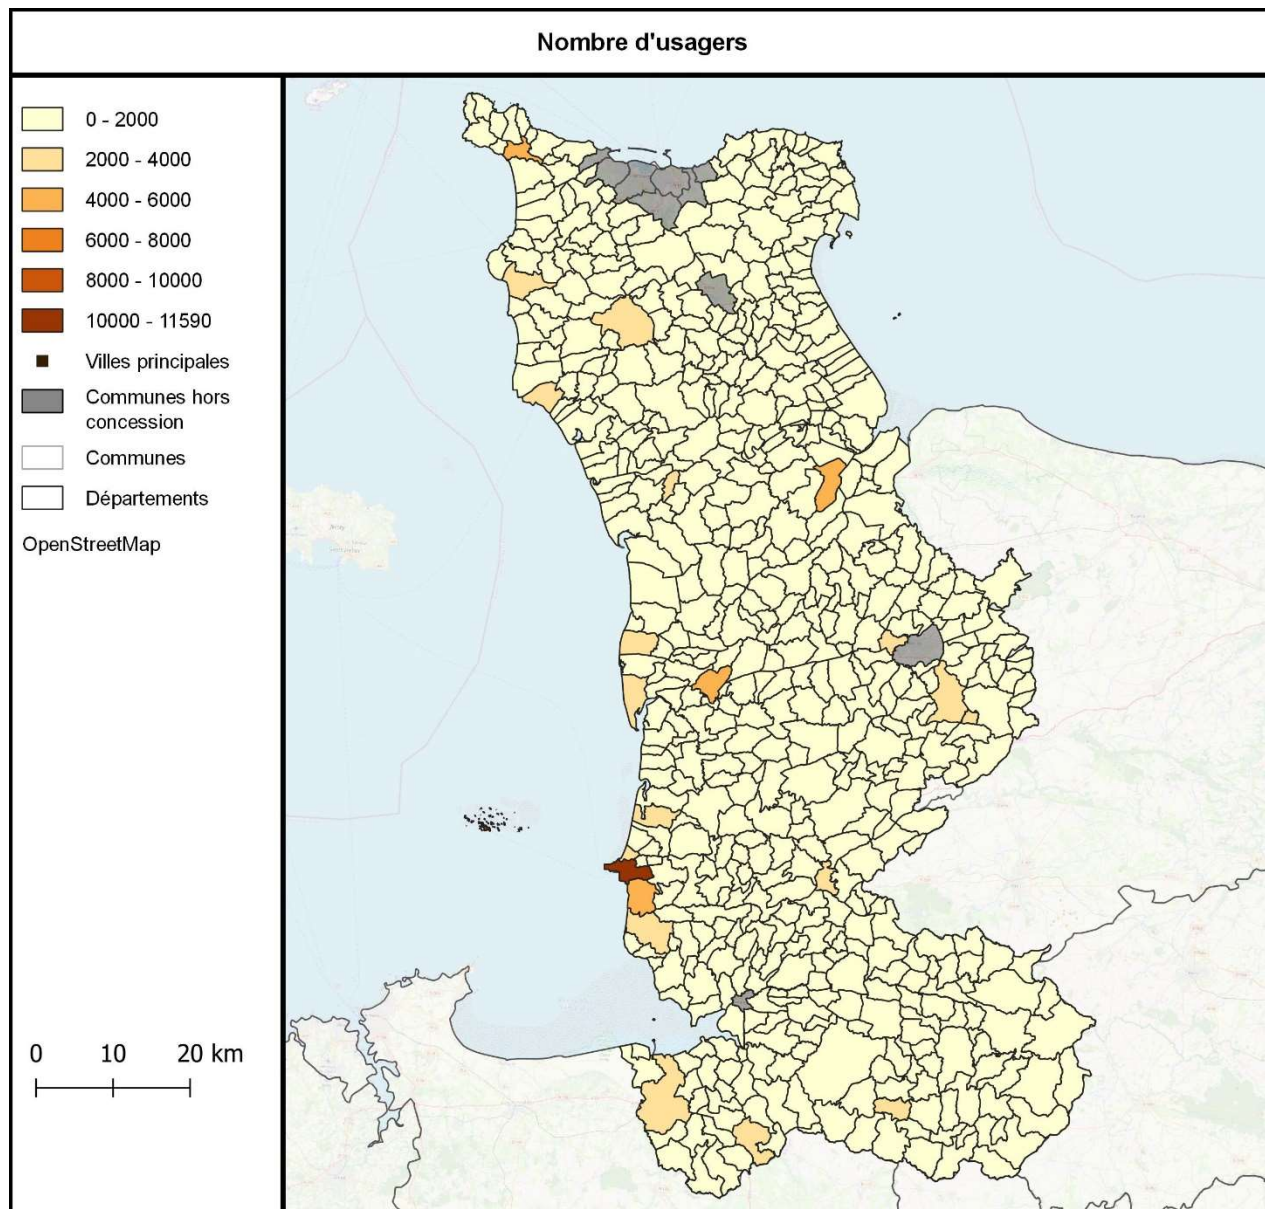 Nombre d'usagers
0 - 2000
2000 - 4000
4000 - 6000
6000 - 8000
8000 - 10000
10000 - 11590
Villes principales
Communes hors
concession
Communes
Départements
OpenStreetMap
0 10 20 km